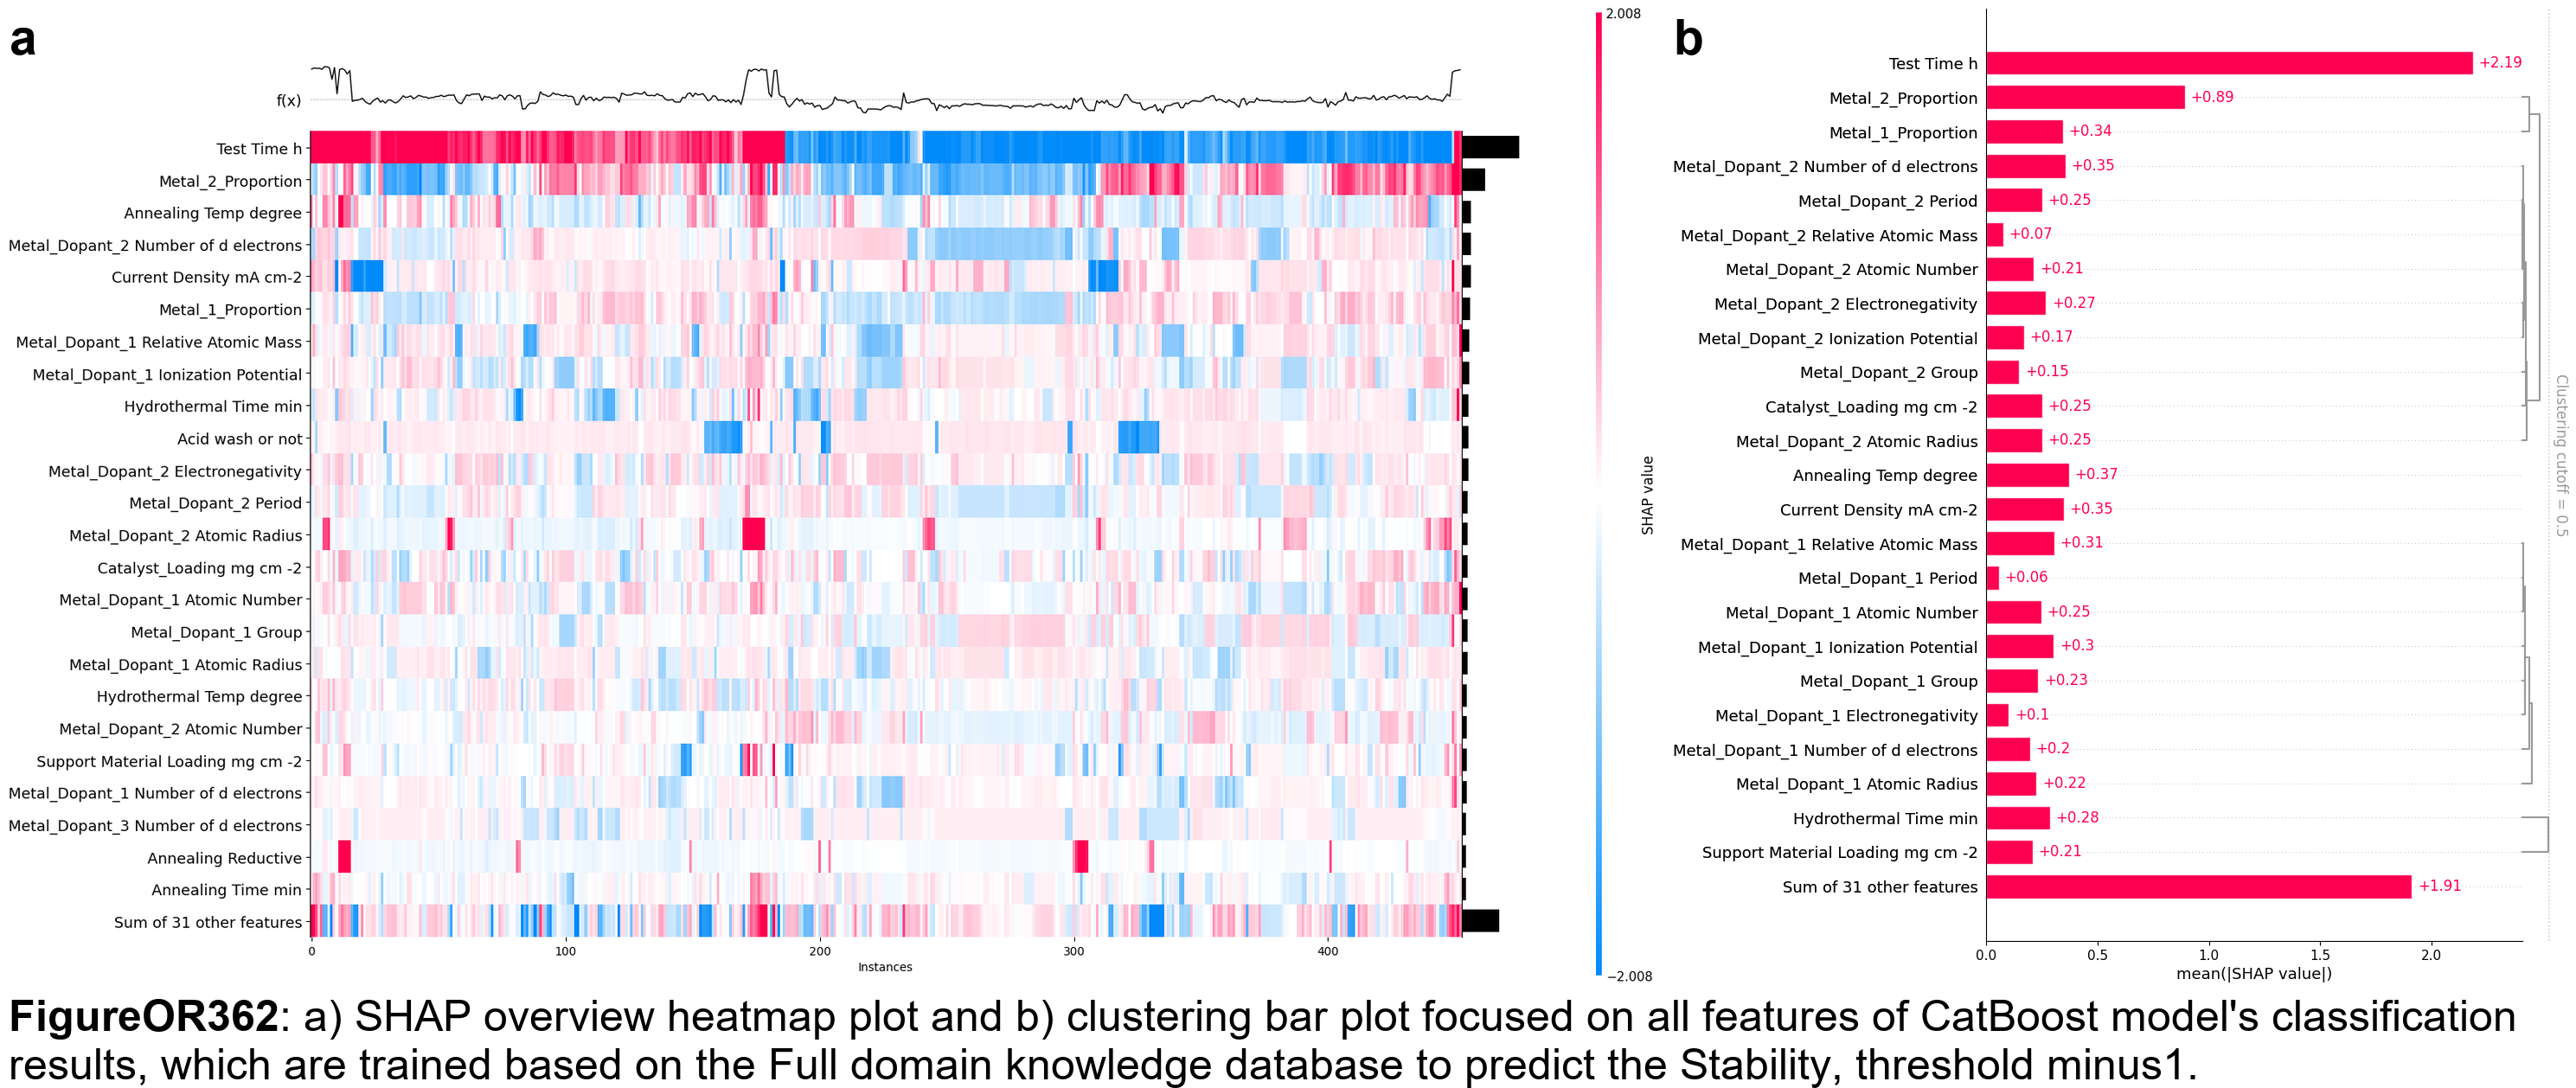 a
f(x)
Test Time h
Metal_2_Proportion
Annealing Temp degree
Metal_Dopant_2 Number of d electrons
Current Density mA cm-2
Metal_1_Proportion
Metal_Dopant_1 Relative Atomic Mass
Metal_Dopant_1 Ionization Potential
Hydrothermal Time min
Acid wash or not
Metal_Dopant_2 Electronegativity
Metal_Dopant_2 Period
Metal_Dopant_2 Atomic Radius
Catalyst_Loading mg cm -2
Metal_Dopant_1 Atomic Number
Metal_Dopant_1 Group
Metal_Dopant_1 Atomic Radius
Hydrothermal Temp degree
Metal_Dopant_2 Atomic Number
Support Material Loading mg cm -2
Metal_Dopant_1 Number of d electrons
Metal_Dopant_3 Number of d electrons
Annealing Reductive
Annealing Time min
Sum of 31 other features
0 100 200 300 400
Instances
2.008
SHAP value
−2.008
b
Test Time h +2.19
Metal_2_Proportion +0.89
Metal_1_Proportion +0.34
Metal_Dopant_2 Number of d electrons +0.35
Metal_Dopant_2 Period +0.25
Metal_Dopant_2 Relative Atomic Mass +0.07
Metal_Dopant_2 Atomic Number +0.21
Metal_Dopant_2 Electronegativity +0.27
Metal_Dopant_2 Ionization Potential +0.17
Metal_Dopant_2 Group +0.15
Catalyst_Loading mg cm -2 +0.25
Metal_Dopant_2 Atomic Radius +0.25
Annealing Temp degree +0.37
Current Density mA cm-2 +0.35
Metal_Dopant_1 Relative Atomic Mass +0.31
Metal_Dopant_1 Period +0.06
Metal_Dopant_1 Atomic Number +0.25
Metal_Dopant_1 Ionization Potential +0.3
Metal_Dopant_1 Group +0.23
Metal_Dopant_1 Electronegativity +0.1
Metal_Dopant_1 Number of d electrons +0.2
Metal_Dopant_1 Atomic Radius +0.22
Hydrothermal Time min +0.28
Support Material Loading mg cm -2 +0.21
Sum of 31 other features +1.91
0.0 0.5 1.0 1.5 2.0
mean(|SHAP value|)
Clustering cutoff = 0.5
FigureOR362: a) SHAP overview heatmap plot and b) clustering bar plot focused on all features of CatBoost model's classification
results, which are trained based on the Full domain knowledge database to predict the Stability, threshold minus1.